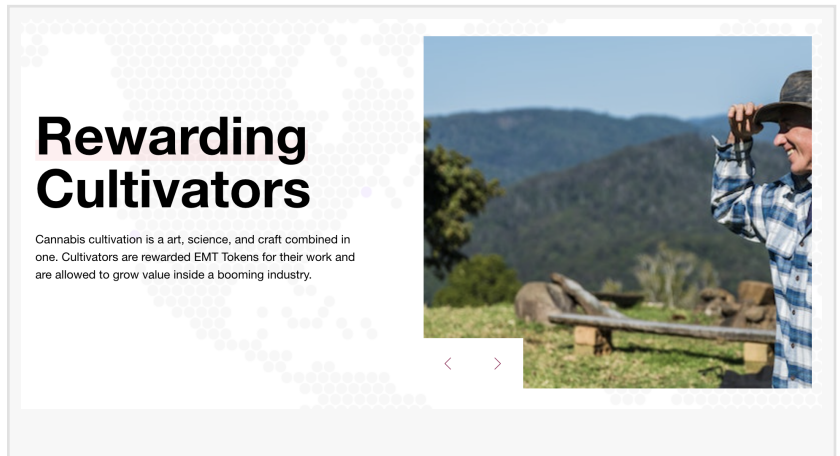 Rewarding
Cultivators
Cannabis cultivation is a art, science, and craft combined in
one. Cultivators are rewarded EMT Tokens for their work and
are allowed to grow value inside a booming industry.